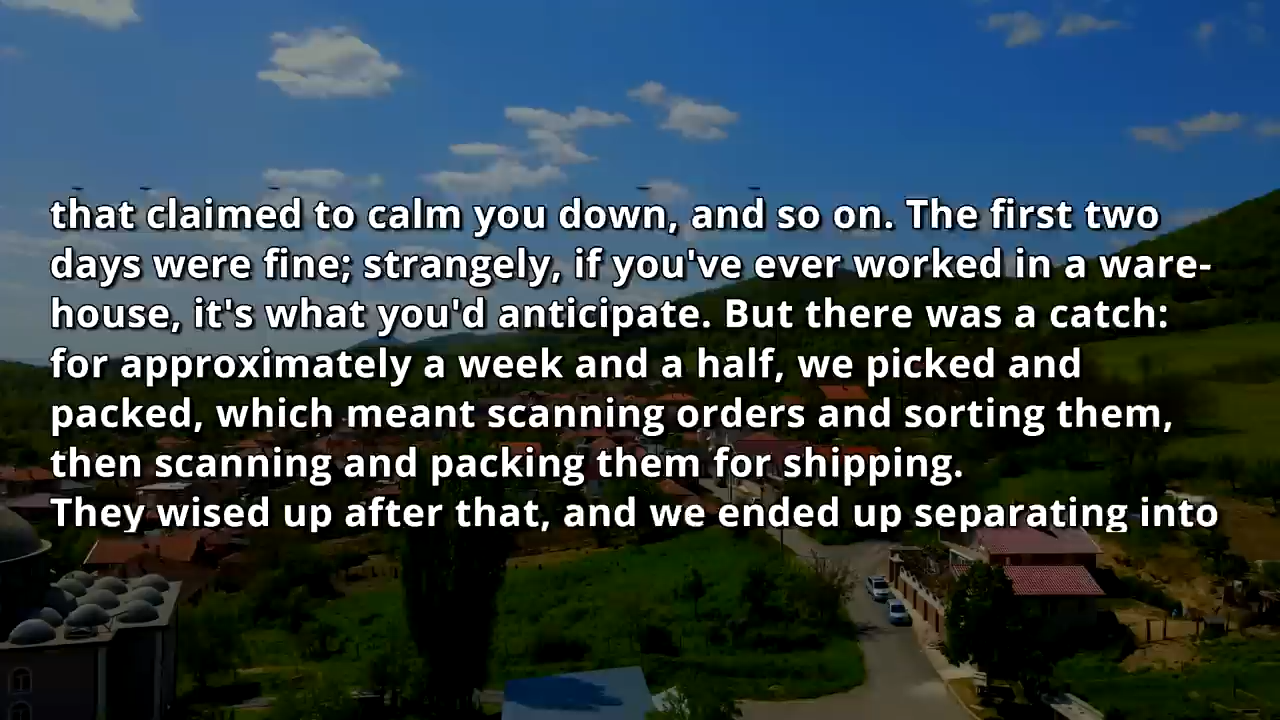 that claimed to calm you down, and so on. The first two
days were fine; strangely, if you've ever worked in a ware-
house, it's what you'd anticipate. But there was a catch:
for approximately a week and a half, we picked and
packed, which meant scanning orders and sorting them,
then scanning and packing them for shipping.
They wised up after that, and we ended up separating into